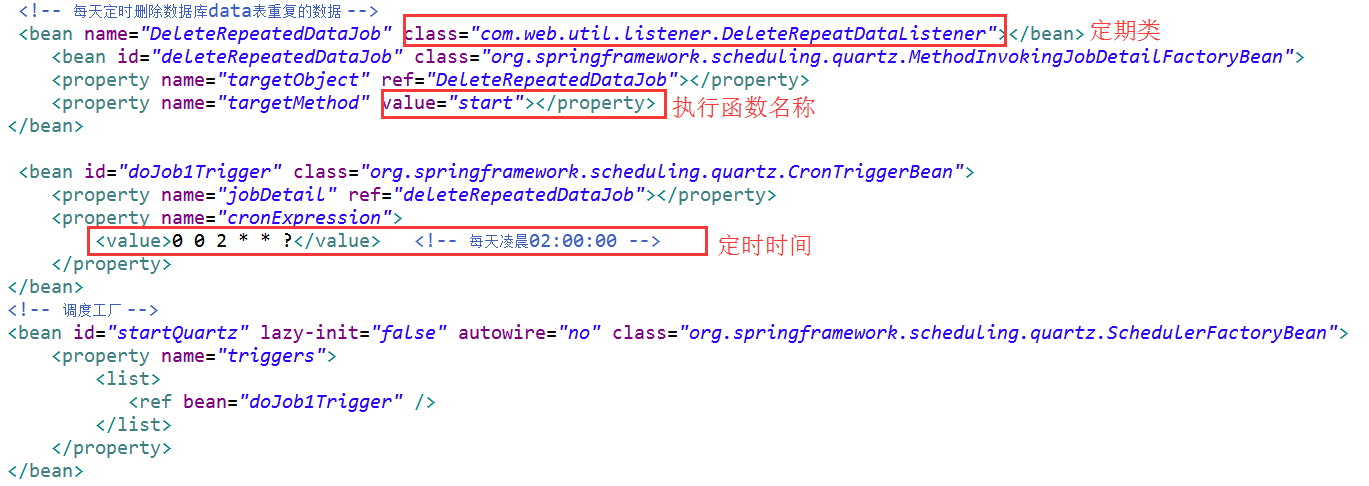 <!-- 每天定时删除数据库data表重复的数据 -->
<bean name="DeleteRepeatedDataJob" class="com.web.util.listener.DeleteRepeatDataListener"></bean> 定期类
<bean id="deleteRepeatedDataJob" class="org.springframework.scheduling.quartz.MethodInvokingJobDetailFactoryBean">
<property name="targetObject" ref="DeleteRepeatedDataJob"></property>
<property name="targetMethod" value="start"></property> 执行函数名称
</bean>
<bean id="doJob1Trigger" class="org.springframework.scheduling.quartz.CronTriggerBean">
<property name="jobDetail" ref="deleteRepeatedDataJob"></property>
<property name="cronExpression">
<value>0 0 2 * * ?</value> <!-- 每天凌晨02:00:00 --> 定时时间
</property>
</bean>
<!-- 调度工厂 -->
<bean id="startQuartz" lazy-init="false" autowire="no" class="org.springframework.scheduling.quartz.SchedulerFactoryBean">
<property name="triggers">
<list>
<ref bean="doJob1Trigger" />
</list>
</property>
</bean>